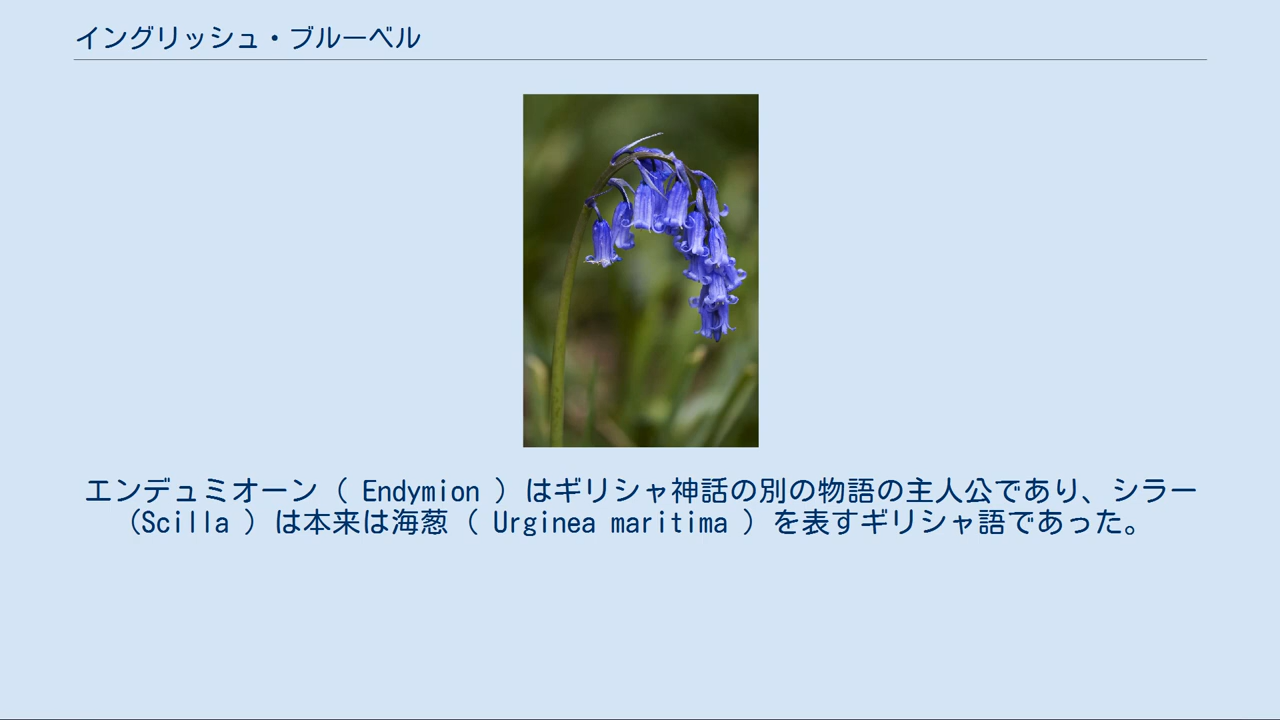 イングリッシュ・ブルーベル
エンデュミオーン（ Endymion ）はギリシャ神話の別の物語の主人公であり、シラー
（Scilla ）は本来は海葱（ Urginea maritima ）を表すギリシャ語であった。